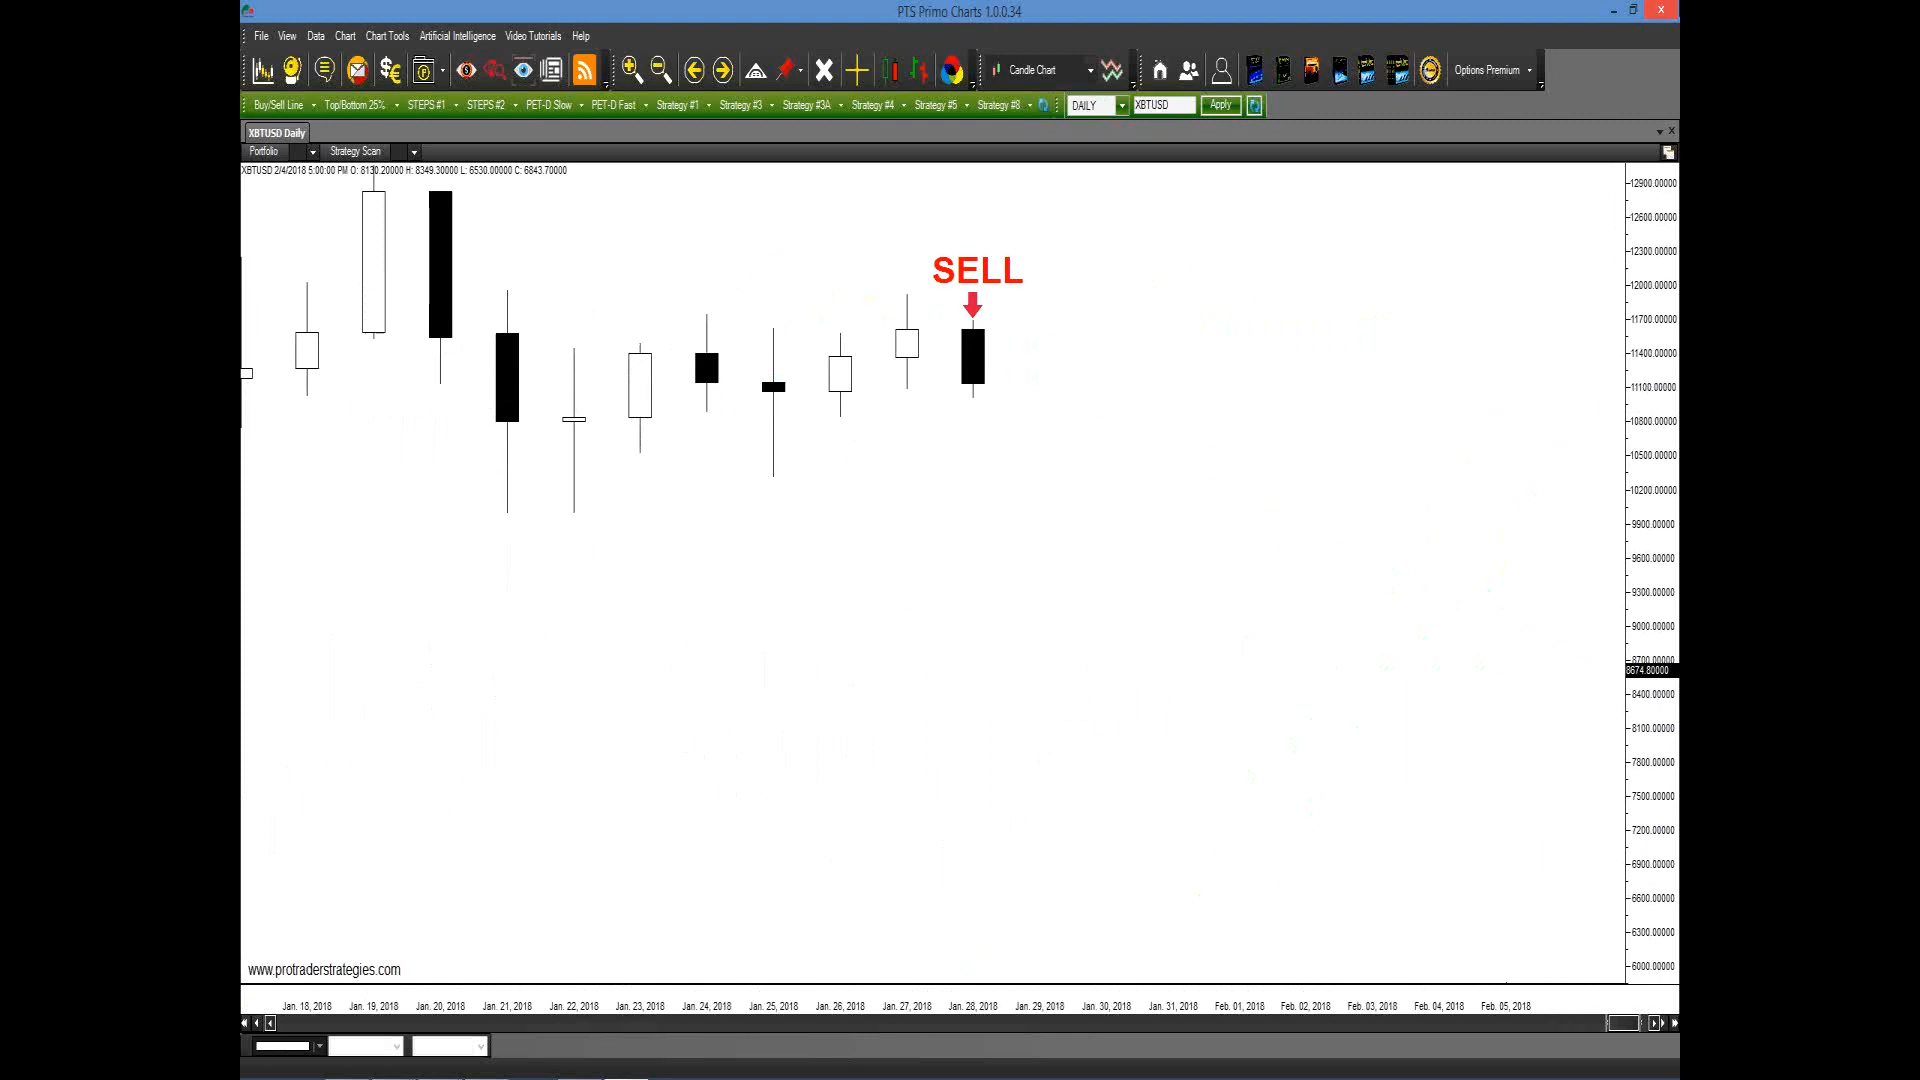 PTS Primo Charts 1.0.0.34
File View Data Chart Chart Tools Artificial Intelligence Video Tutorials Help
Candle Chart Options Premium
Buy/Sell Line Top/Bottom 25% STEPS #1 STEPS #2 PET-D Slow PET-D Fast Strategy #1 Strategy #3 Strategy #3A Strategy #4 Strategy #5 Strategy #8 DAILY XBTUSD Apply
XBTUSD Daily
Portfolio Strategy Scan
XBTUSD 2/4/2018 5:00:00 PM O: 8130.20000 H: 8349.30000 L: 6530.00000 C: 6843.70000
12900.00000
12600.00000
12300.00000
SELL
12000.00000
11700.00000
11400.00000
11100.00000
10800.00000
10500.00000
10200.00000
9900.00000
9600.00000
9300.00000
9000.00000
8700.00000
8674.80000
8400.00000
8100.00000
7800.00000
7500.00000
7200.00000
6900.00000
6600.00000
6300.00000
6000.00000
www.protraderstrategies.com
Jan. 18, 2018 Jan. 19, 2018 Jan. 20, 2018 Jan. 21, 2018 Jan. 22, 2018 Jan. 23, 2018 Jan. 24, 2018 Jan. 25, 2018 Jan. 26, 2018 Jan. 27, 2018 Jan. 28, 2018 Jan. 29, 2018 Jan. 30, 2018 Jan. 31, 2018 Feb. 01, 2018 Feb. 02, 2018 Feb. 03, 2018 Feb. 04, 2018 Feb. 05, 2018